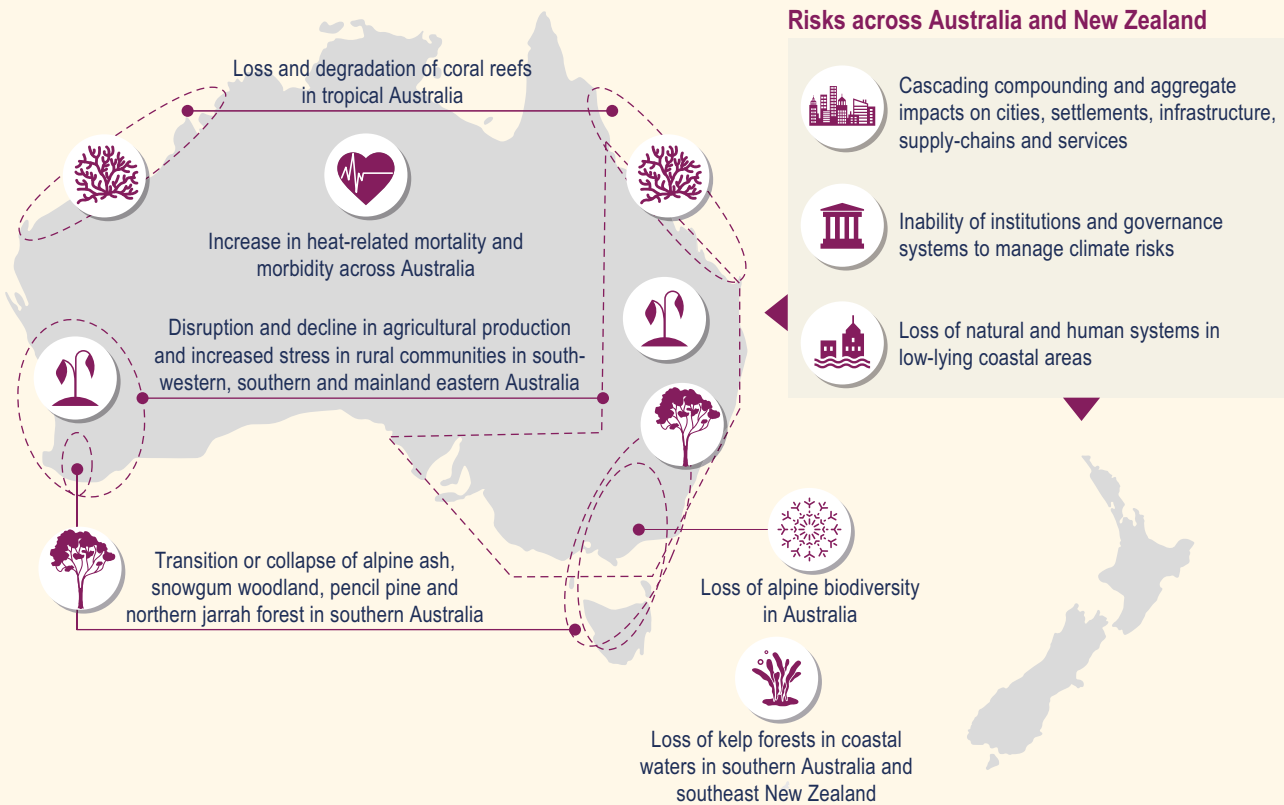 Risks across Australia and New Zealand
Cascading compounding and aggregate
impacts on cities, settlements, infrastructure,
supply-chains and services
Inability of institutions and governance
systems to manage climate risks
Loss of natural and human systems in
low-lying coastal areas
Loss and degradation of coral reefs
in tropical Australia
Increase in heat-related mortality and
morbidity across Australia
Disruption and decline in agricultural production
and increased stress in rural communities in south-
western, southern and mainland eastern Australia
Transition or collapse of alpine ash,
snowgum woodland, pencil pine and
northern jarrah forest in southern Australia
Loss of alpine biodiversity
in Australia
Loss of kelp forests in coastal
waters in southern Australia and
southeast New Zealand